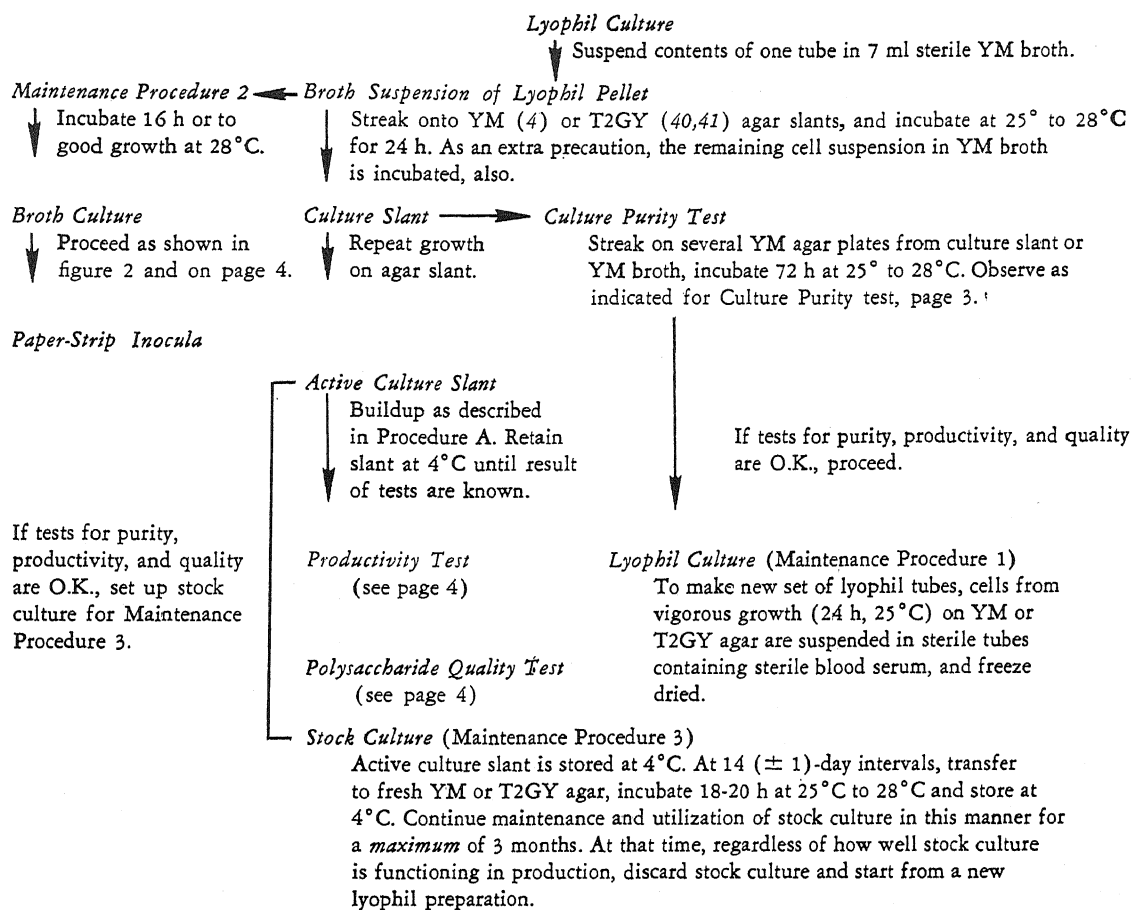 Lyophil Culture
Suspend contents of one tube in 7 ml sterile YM broth.
Maintenance Procedure 2
Broth Suspension of Lyophil Pellet
Incubate 16 h or to
good growth at 28°C.
Streak onto YM (4) or T2GY (40,41) agar slants, and incubate at 25° to 28°C
for 24 h. As an extra precaution, the remaining cell suspension in YM broth
is incubated, also.
Broth Culture
Proceed as shown in
figure 2 and on page 4.
Culture Slant
Repeat growth
on agar slant.
Culture Purity Test
Streak on several YM agar plates from culture slant or
YM broth, incubate 72 h at 25° to 28°C. Observe as
indicated for Culture Purity test, page 3.
Paper-Strip Inocula
Active Culture Slant
Buildup as described
in Procedure A. Retain
slant at 4°C until result
of tests are known.
If tests for purity, productivity, and quality
are O.K., proceed.
If tests for purity,
productivity, and quality
are O.K., set up stock
culture for Maintenance
Procedure 3.
Productivity Test
(see page 4)
Polysaccharide Quality Test
(see page 4)
Lyophil Culture (Maintenance Procedure 1)
To make new set of lyophil tubes, cells from
vigorous growth (24 h, 25°C) on YM or
T2GY agar are suspended in sterile tubes
containing sterile blood serum, and freeze
dried.
Stock Culture (Maintenance Procedure 3)
Active culture slant is stored at 4°C. At 14 (± 1)-day intervals, transfer
to fresh YM or T2GY agar, incubate 18-20 h at 25°C to 28°C and store at
4°C. Continue maintenance and utilization of stock culture in this manner for
a maximum of 3 months. At that time, regardless of how well stock culture
is functioning in production, discard stock culture and start from a new
lyophil preparation.